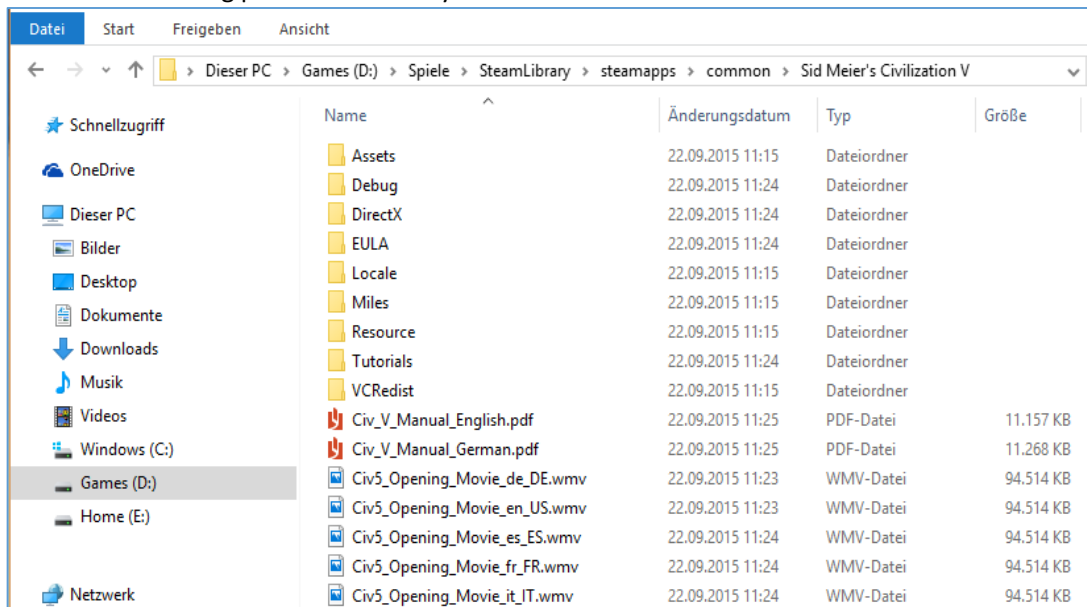 Datei Start Freigeben Ansicht
Dieser PC > Games (D:) > Spiele > SteamLibrary > steamapps > common > Sid Meier's Civilization V
Name Änderungsdatum Typ Größe
Schnellzugriff
OneDrive
Dieser PC
Bilder
Desktop
Dokumente
Downloads
Musik
Videos
Windows (C:)
Games (D:)
Home (E:)
Netzwerk
Assets 22.09.2015 11:15 Dateiordner
Debug 22.09.2015 11:24 Dateiordner
DirectX 22.09.2015 11:24 Dateiordner
EULA 22.09.2015 11:24 Dateiordner
Locale 22.09.2015 11:15 Dateiordner
Miles 22.09.2015 11:15 Dateiordner
Resource 22.09.2015 11:15 Dateiordner
Tutorials 22.09.2015 11:24 Dateiordner
VCRedist 22.09.2015 11:15 Dateiordner
Civ_V_Manual_English.pdf 22.09.2015 11:25 PDF-Datei 11.157 KB
Civ_V_Manual_German.pdf 22.09.2015 11:25 PDF-Datei 11.268 KB
Civ5_Opening_Movie_de_DE.wmv 22.09.2015 11:23 WMV-Datei 94.514 KB
Civ5_Opening_Movie_en_US.wmv 22.09.2015 11:23 WMV-Datei 94.514 KB
Civ5_Opening_Movie_es_ES.wmv 22.09.2015 11:24 WMV-Datei 94.514 KB
Civ5_Opening_Movie_fr_FR.wmv 22.09.2015 11:24 WMV-Datei 94.514 KB
Civ5_Opening_Movie_it_IT.wmv 22.09.2015 11:24 WMV-Datei 94.514 KB